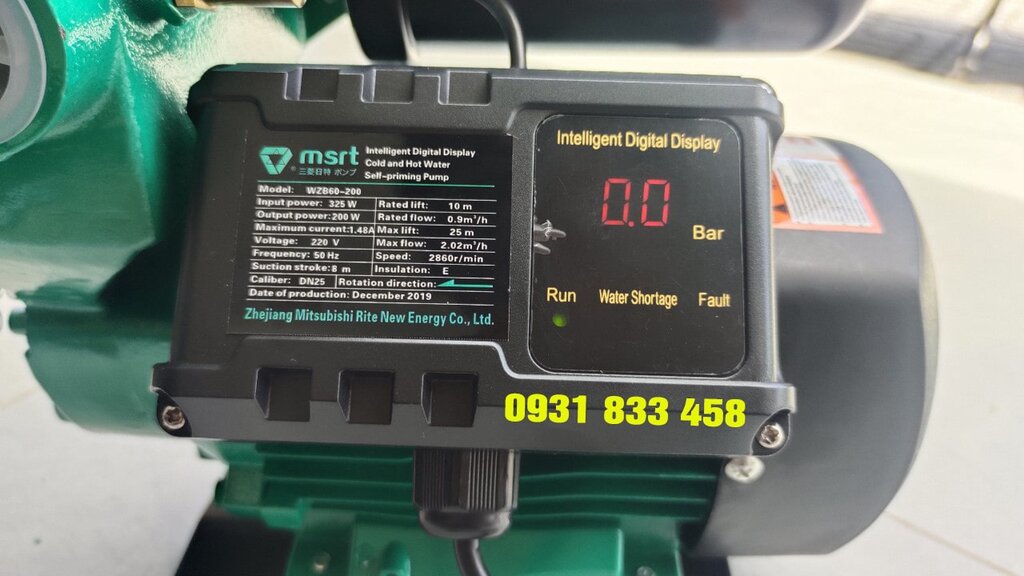 msrt
® 三菱日特 ポンプ
Intelligent Digital Display
Cold and Hot Water
Self-priming Pump
Model: WZB60-200
Input power: 325 W Rated lift: 10 m
Output power: 200 W Rated flow: 0.9m³/h
Maximum current: 1.48A Max lift: 25 m
Voltage: 220 V Max flow: 2.02m³/h
Frequency: 50 Hz Speed: 2860r/min
Suction stroke: 8 m Insulation: E
Caliber: DN25 Rotation direction:
Date of production: December 2019
Zhejiang Mitsubishi Rite New Energy Co., Ltd.
Intelligent Digital Display
0.0
Bar
Run Water Shortage Fault
0931 833 458